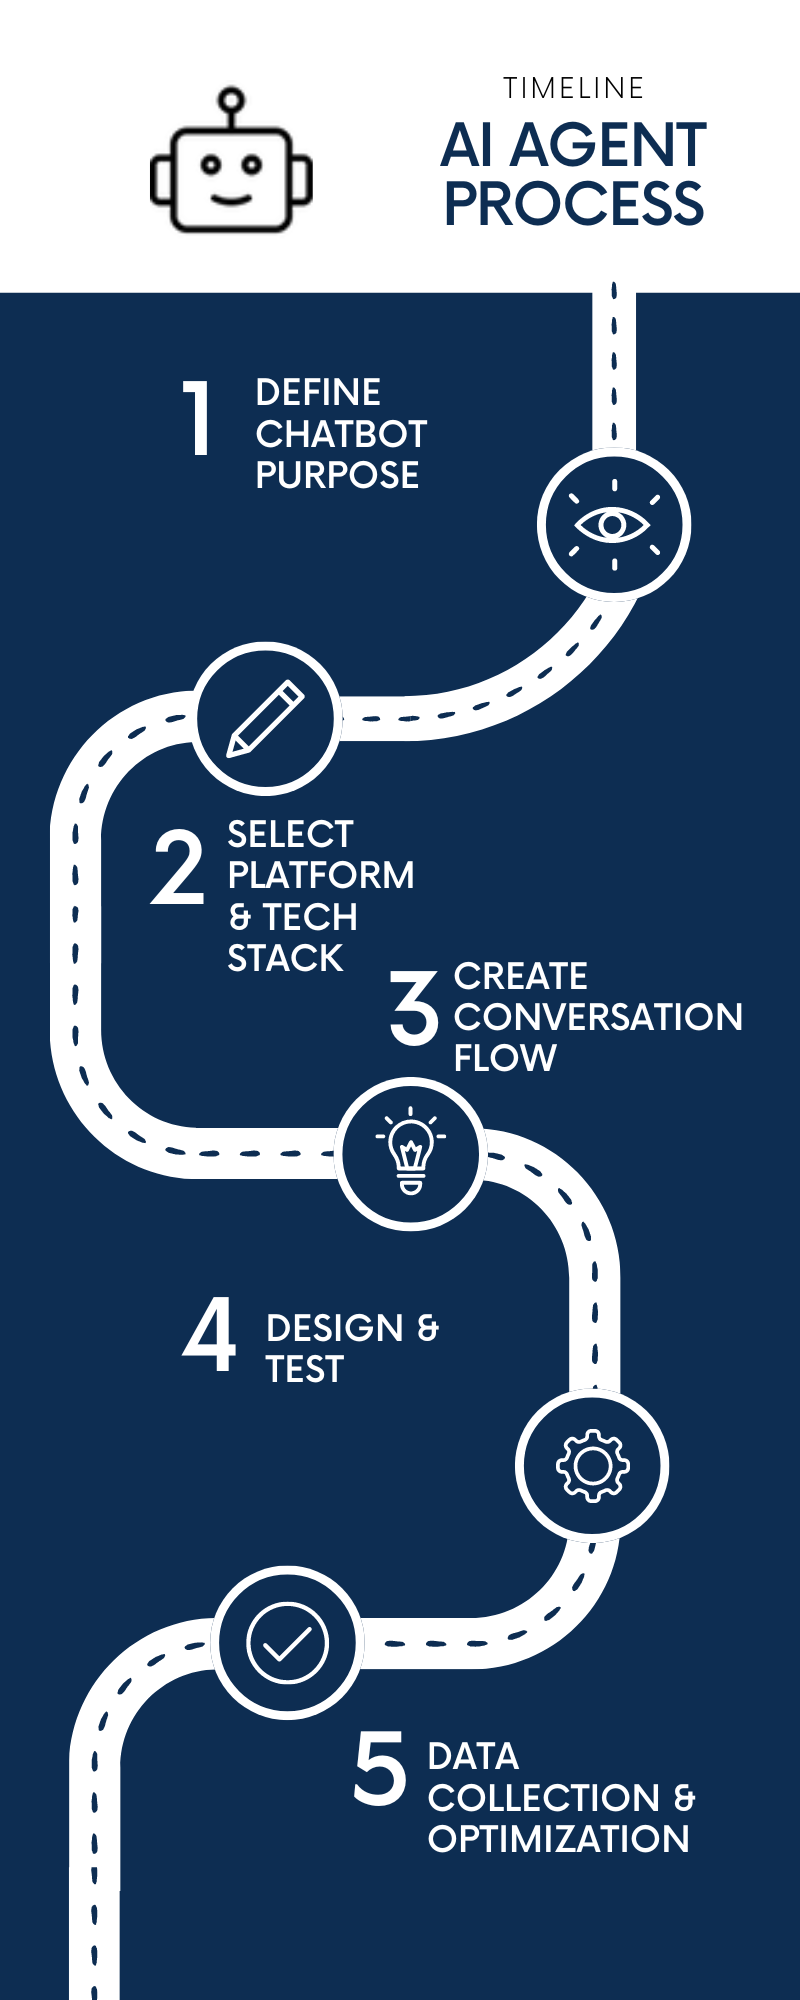 TIMELINE
AI AGENT
PROCESS
1
DEFINE
CHATBOT
PURPOSE
2
SELECT
PLATFORM
& TECH
STACK
3
CREATE
CONVERSATION
FLOW
4
DESIGN &
TEST
5
DATA
COLLECTION &
OPTIMIZATION